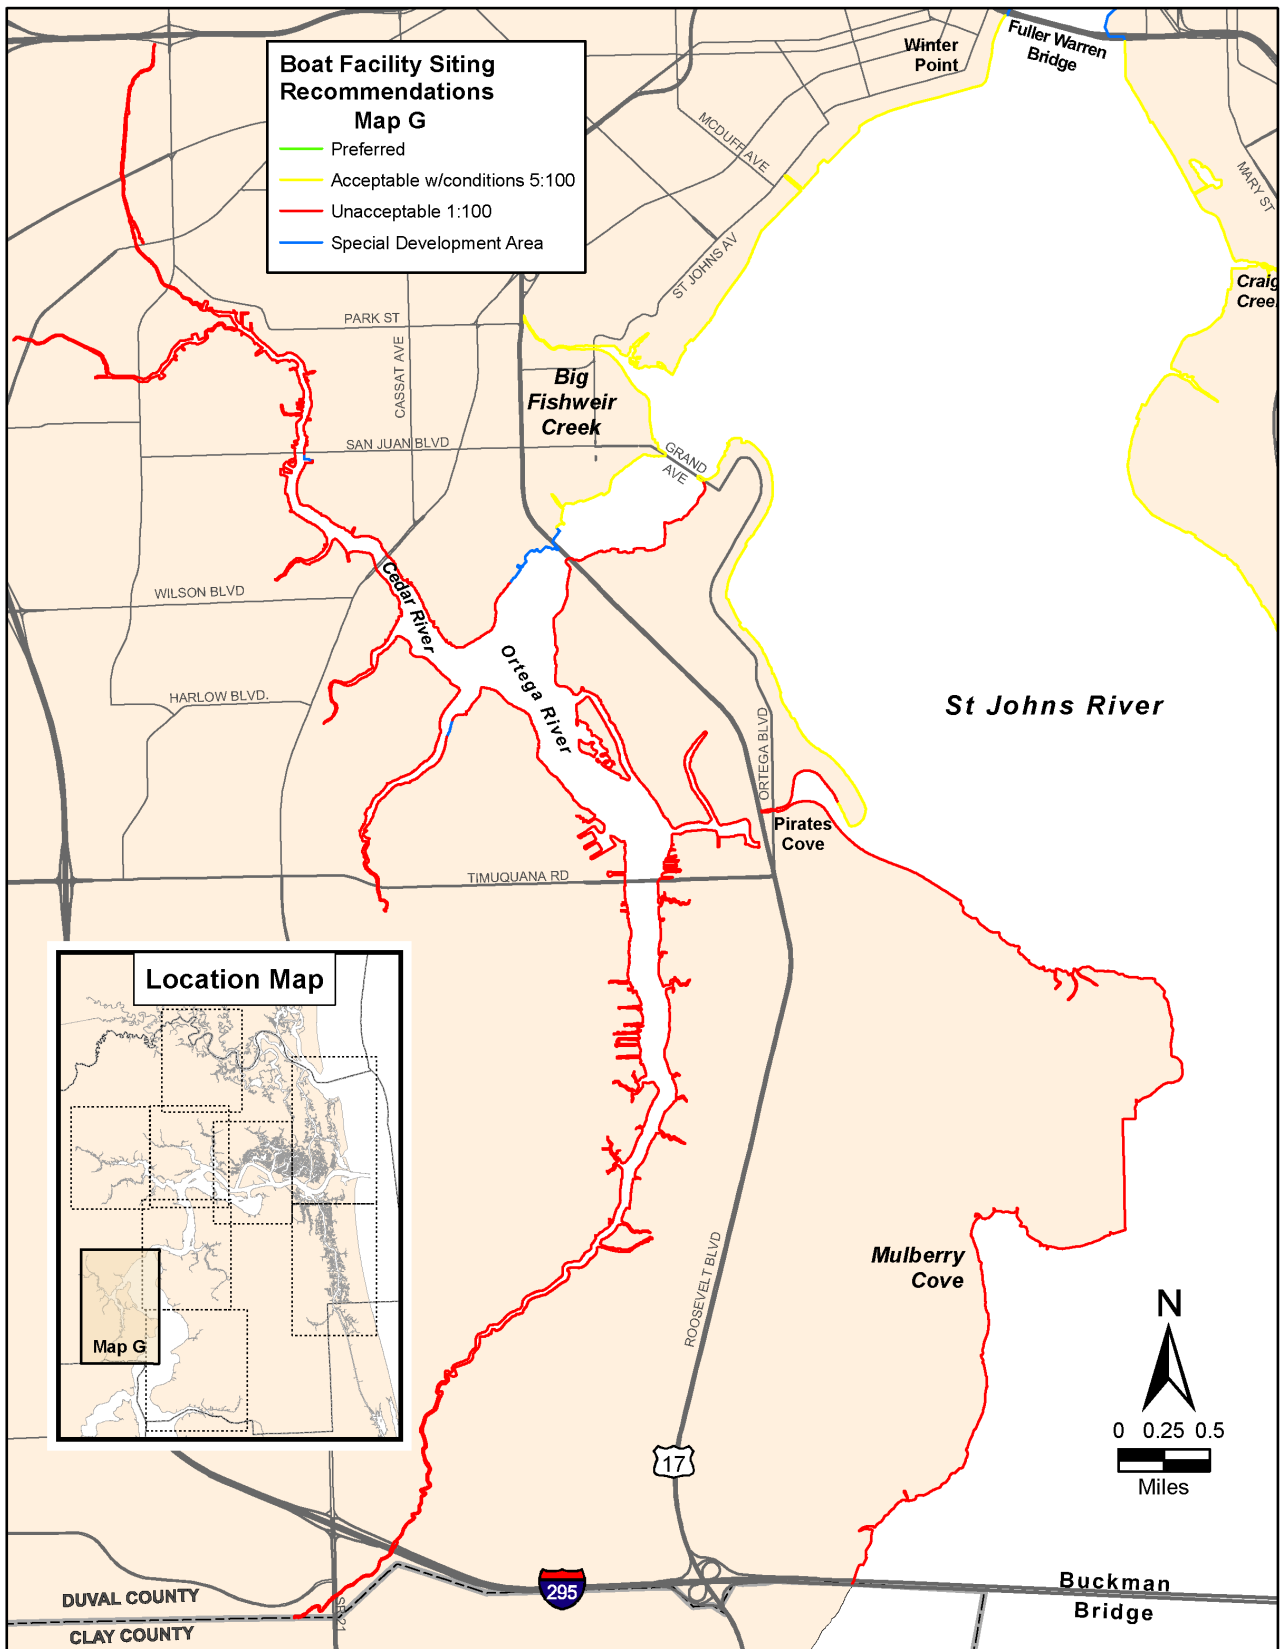 Boat Facility Siting
Recommendations
Map G
Preferred
Acceptable w/conditions 5:100
Unacceptable 1:100
Special Development Area
Winter
Point
Fuller Warren
Bridge
MCDUFF AVE
MARY ST
ST JOHNS AV
Craig
PARK ST
CASSAT AVE
Big
Fishweir
Creek
SAN JUAN BLVD
GRAND
AVE
Cedar River
WILSON BLVD
Ortega River
HARLOW BLVD.
St Johns River
ORTEGA BLVD
Pirates
Cove
TIMUQUANA RD
Location Map
Map G
Mulberry
Cove
ROOSEVELT BLVD
N
0 0.25 0.5
Miles
17
295
Buckman
Bridge
DUVAL COUNTY
CLAY COUNTY